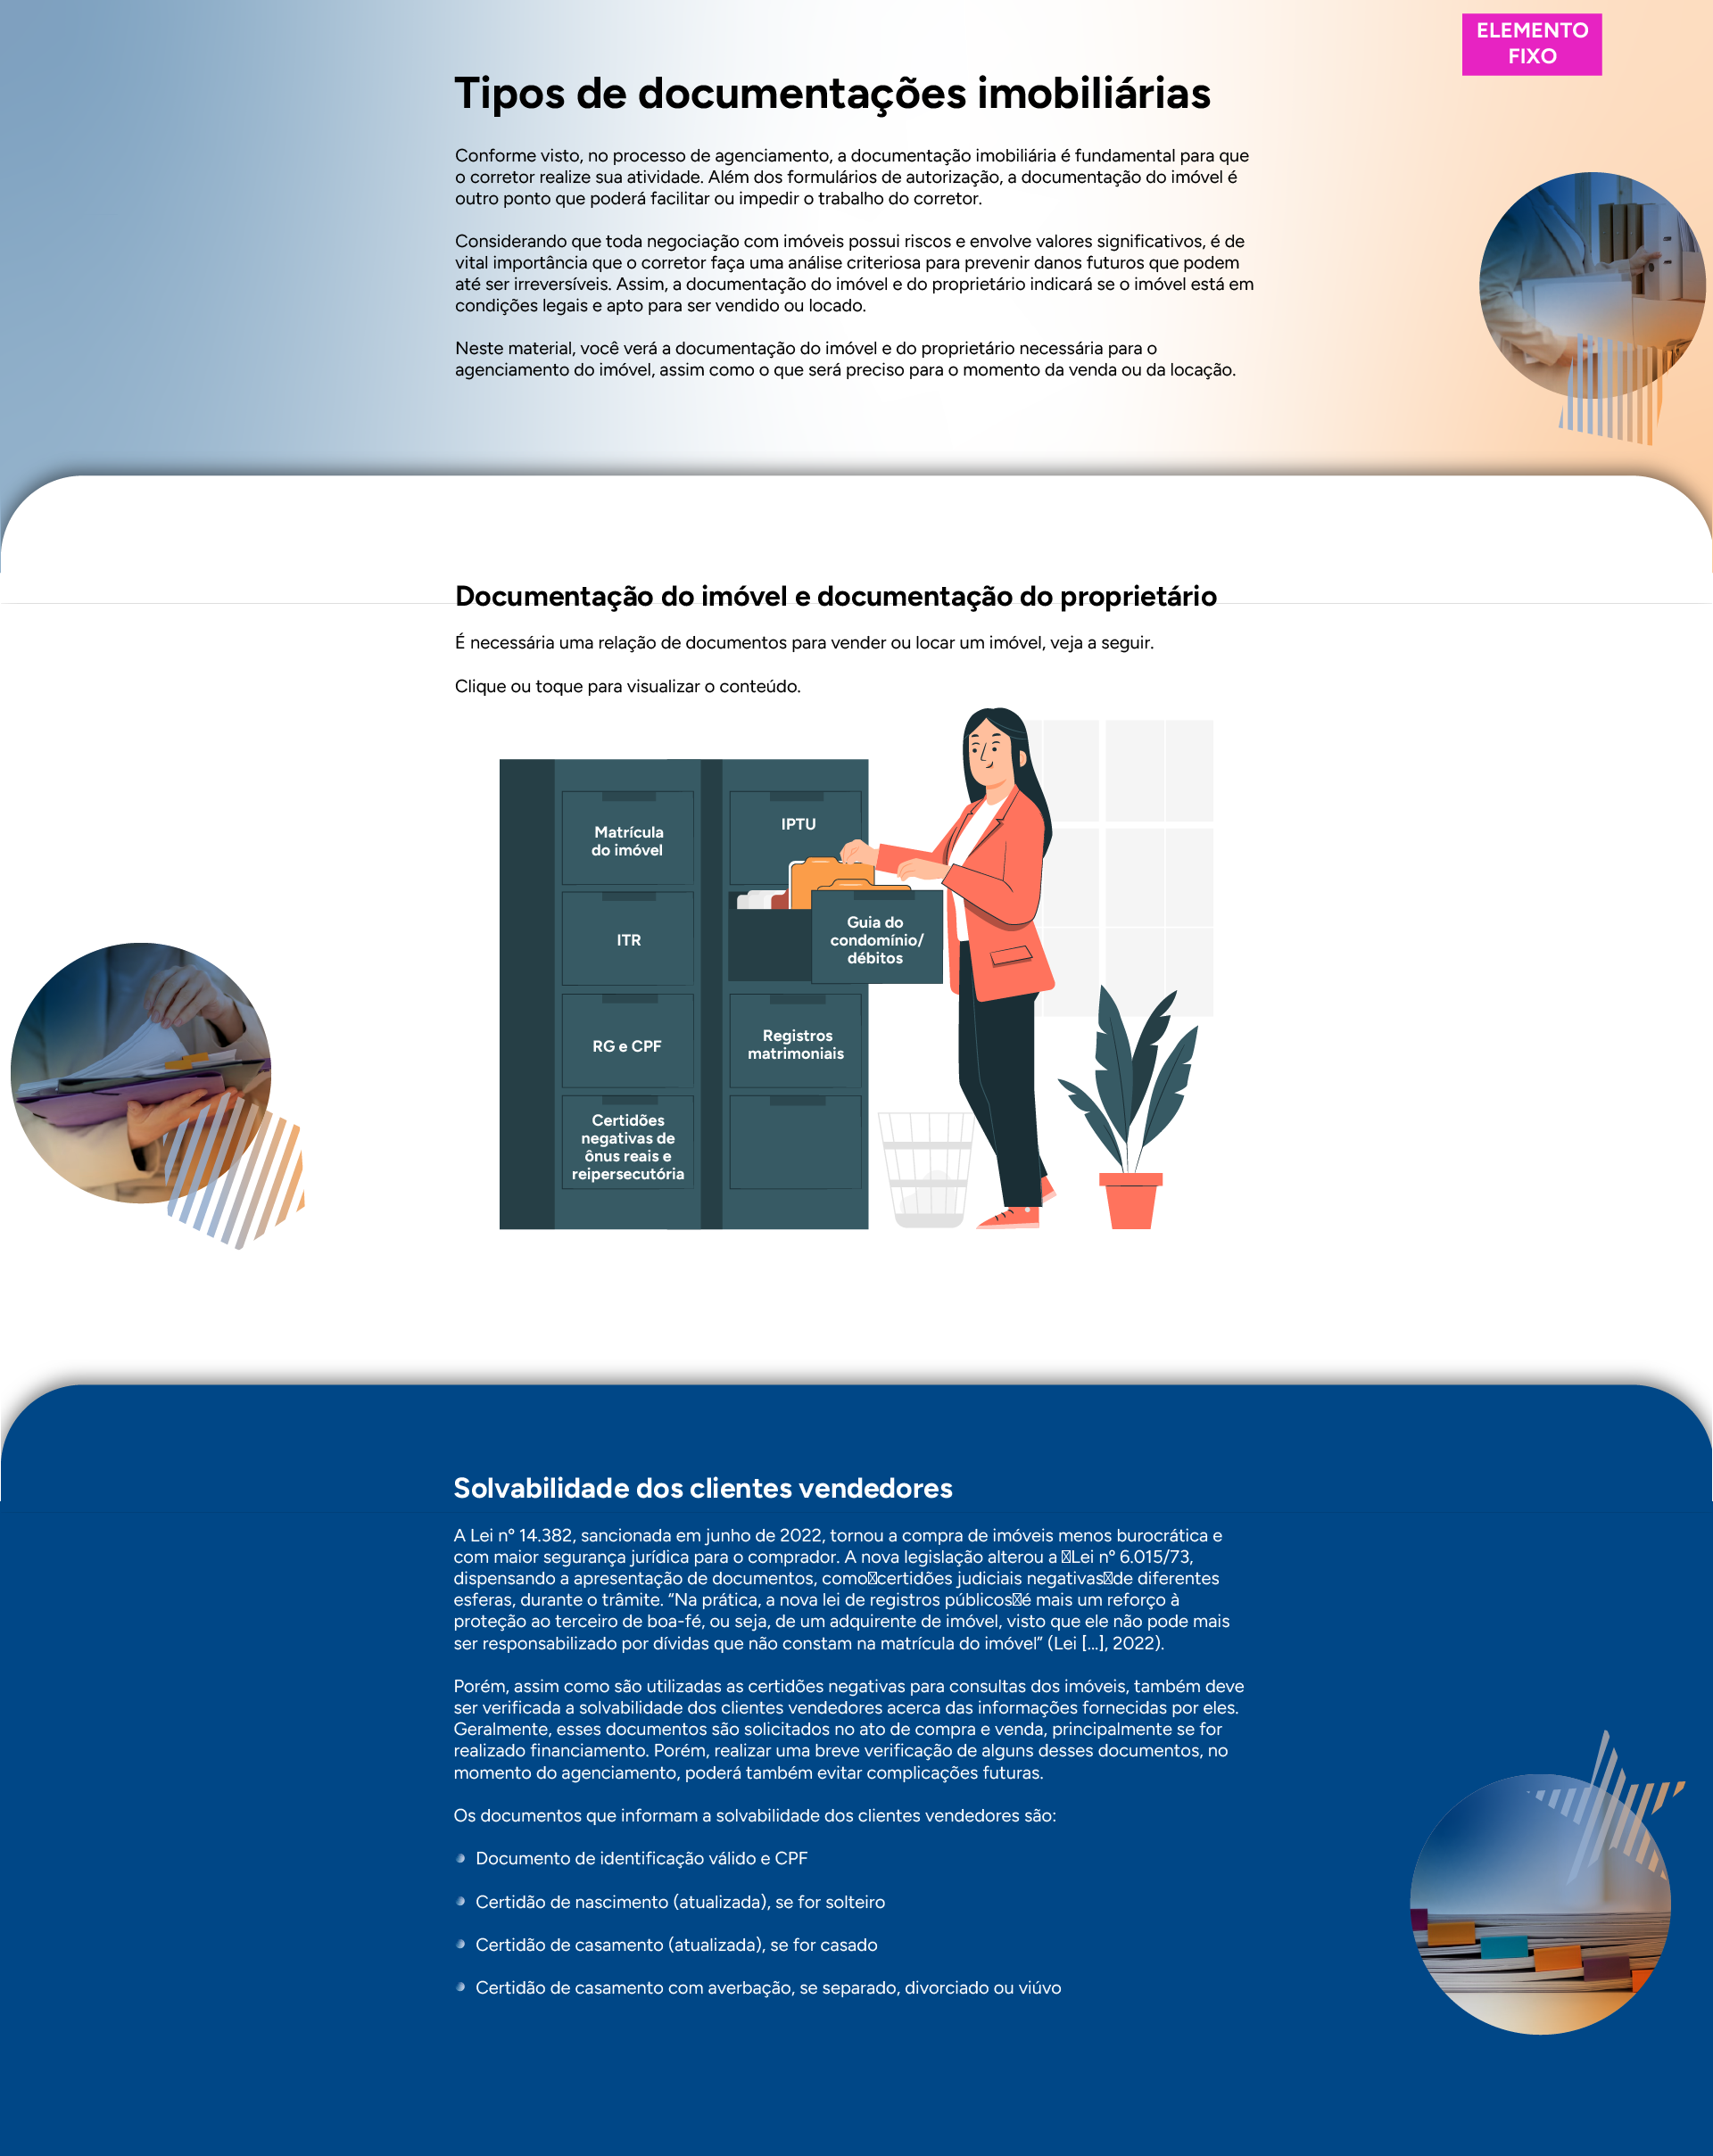 ELEMENTO
FIXO
Tipos de documentações imobiliárias
Conforme visto, no processo de agenciamento, a documentação imobiliária é fundamental para que
o corretor realize sua atividade. Além dos formulários de autorização, a documentação do imóvel é
outro ponto que poderá facilitar ou impedir o trabalho do corretor.
Considerando que toda negociação com imóveis possui riscos e envolve valores significativos, é de
vital importância que o corretor faça uma análise criteriosa para prevenir danos futuros que podem
até ser irreversíveis. Assim, a documentação do imóvel e do proprietário indicará se o imóvel está em
condições legais e apto para ser vendido ou locado.
Neste material, você verá a documentação do imóvel e do proprietário necessária para o
agenciamento do imóvel, assim como o que será preciso para o momento da venda ou da locação.
Documentação do imóvel e documentação do proprietário
É necessária uma relação de documentos para vender ou locar um imóvel, veja a seguir.
Clique ou toque para visualizar o conteúdo.
Matrícula
do imóvel
IPTU
ITR
Guia do
condomínio/
débitos
RG e CPF
Registros
matrimoniais
Certidões
negativas de
ônus reais e
reipersecutória
Solvabilidade dos clientes vendedores
A Lei nº 14.382, sancionada em junho de 2022, tornou a compra de imóveis menos burocrática e
com maior segurança jurídica para o comprador. A nova legislação alterou a Lei nº 6.015/73,
dispensando a apresentação de documentos, como certidões judiciais negativas de diferentes
esferas, durante o trâmite. “Na prática, a nova lei de registros públicos é mais um reforço à
proteção ao terceiro de boa-fé, ou seja, de um adquirente de imóvel, visto que ele não pode mais
ser responsabilizado por dívidas que não constam na matrícula do imóvel” (Lei [...], 2022).
Porém, assim como são utilizadas as certidões negativas para consultas dos imóveis, também deve
ser verificada a solvabilidade dos clientes vendedores acerca das informações fornecidas por eles.
Geralmente, esses documentos são solicitados no ato de compra e venda, principalmente se for
realizado financiamento. Porém, realizar uma breve verificação de alguns desses documentos, no
momento do agenciamento, poderá também evitar complicações futuras.
Os documentos que informam a solvabilidade dos clientes vendedores são:
Documento de identificação válido e CPF
Certidão de nascimento (atualizada), se for solteiro
Certidão de casamento (atualizada), se for casado
Certidão de casamento com averbação, se separado, divorciado ou viúvo